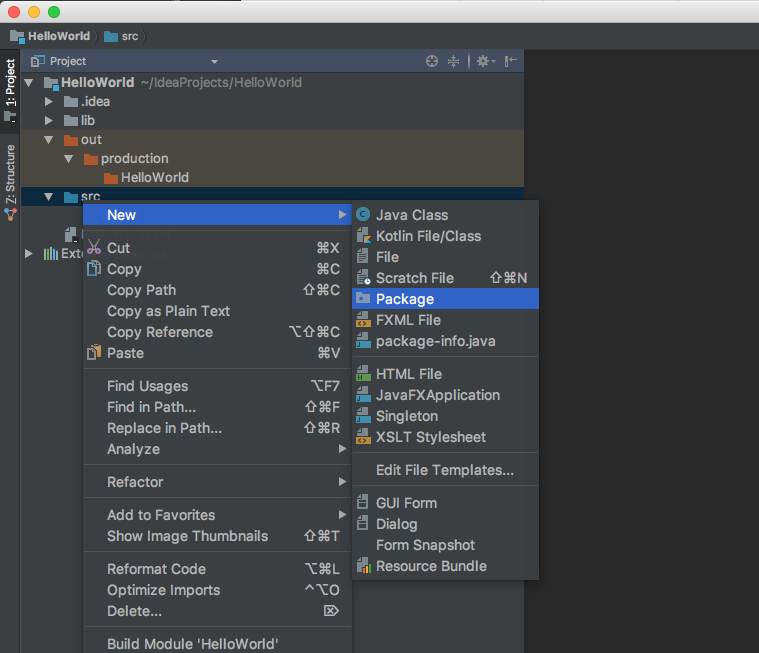 HelloWorld src
Project
1: Project
Z: Structure
HelloWorld ~/IdeaProjects/HelloWorld
.idea
lib
out
production
HelloWorld
src
Exte
New
Cut ⌘X
Copy ⌘C
Copy Path ⇧⌘C
Copy as Plain Text
Copy Reference ⌥⇧⌘C
Paste ⌘V
Find Usages ⌥F7
Find in Path... ⇧⌘F
Replace in Path... ⇧⌘R
Analyze
Refactor
Add to Favorites
Show Image Thumbnails ⇧⌘T
Reformat Code ⌥⌘L
Optimize Imports ^⌥O
Delete... ⌦
Build Module 'HelloWorld'
Java Class
Kotlin File/Class
File
Scratch File ⇧⌘N
Package
FXML File
package-info.java
HTML File
JavaFXApplication
Singleton
XSLT Stylesheet
Edit File Templates...
GUI Form
Dialog
Form Snapshot
Resource Bundle